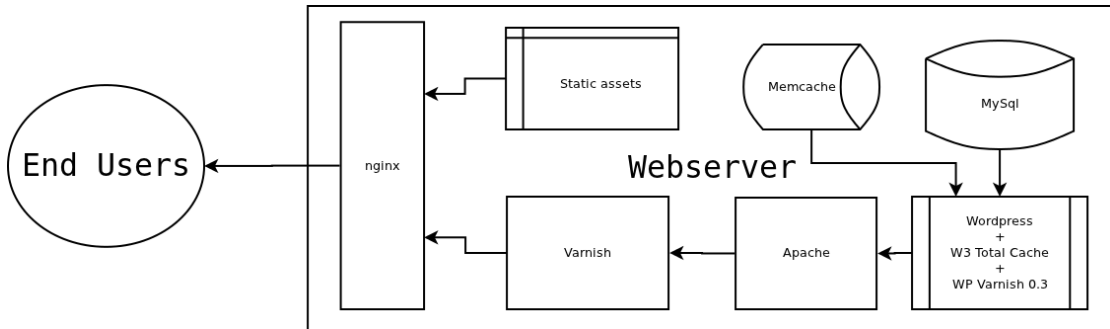 Static assets
Memcache
MySql
End Users
nginx
Webserver
Varnish
Apache
Wordpress
+
W3 Total Cache
+
WP Varnish 0.3